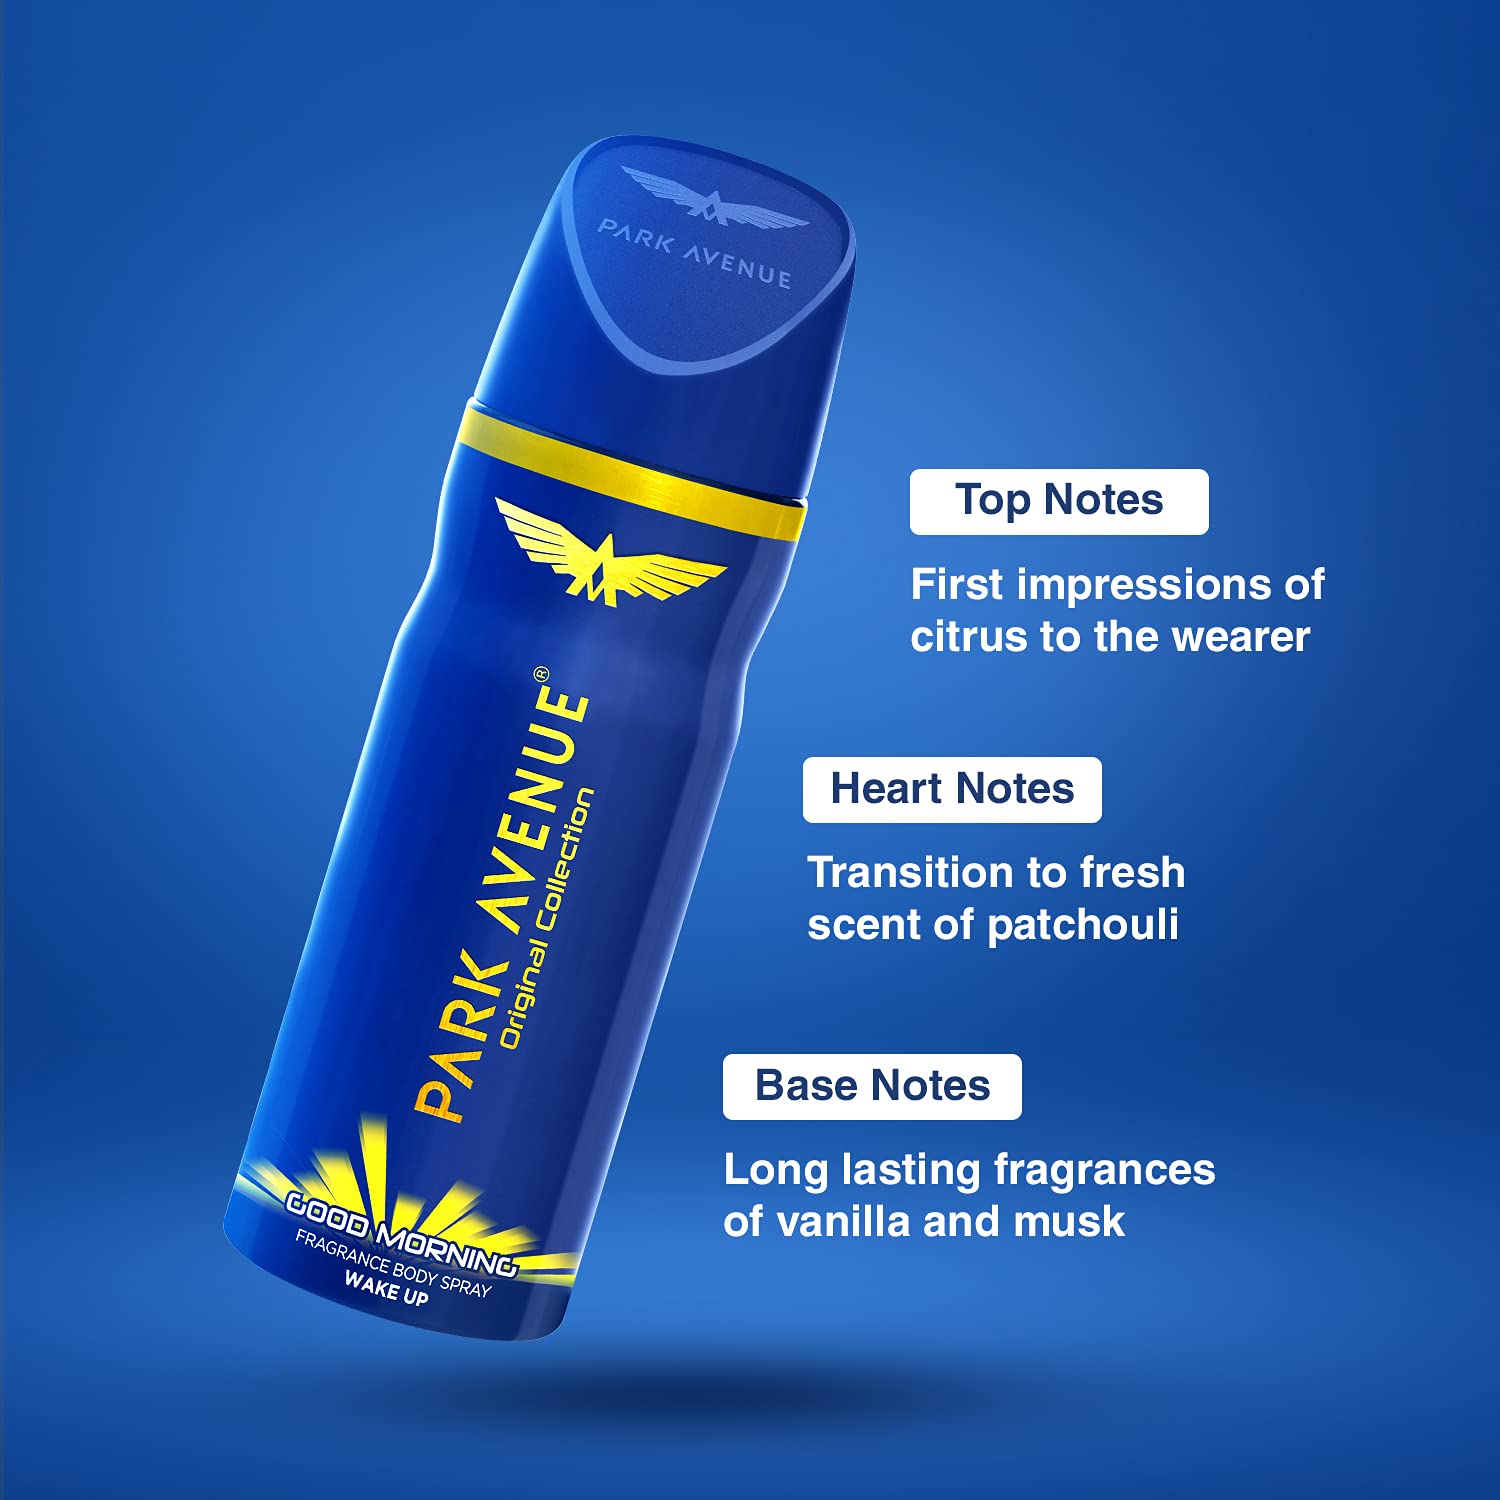 PARK AVENUE
PARK AVENUE®
Original Collection
GOOD MORNING
FRAGRANCE BODY SPRAY
WAKE UP
Top Notes
First impressions of
citrus to the wearer
Heart Notes
Transition to fresh
scent of patchouli
Base Notes
Long lasting fragrances
of vanilla and musk